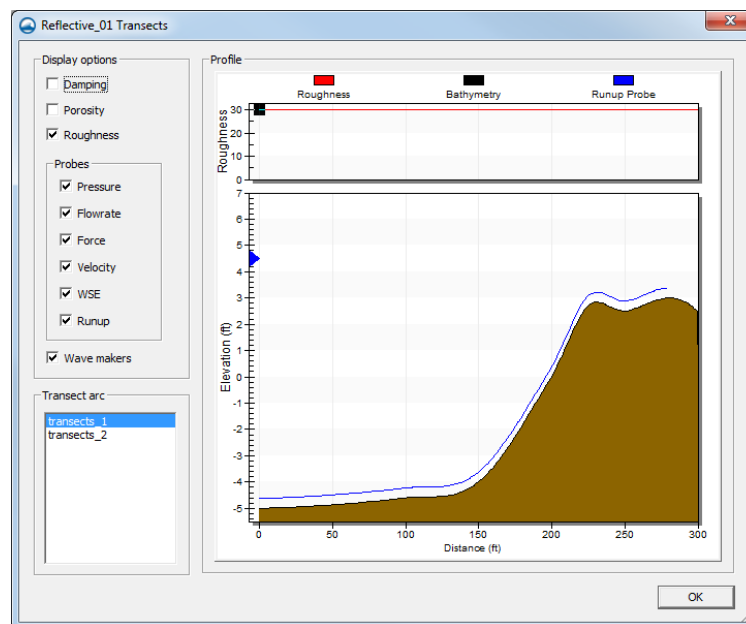 Reflective_01 Transects
X
Display options
Damping
Porosity
Roughness
Probes
Pressure
Flowrate
Force
Velocity
WSE
Runup
Wave makers
Transect arc
transects_1
transects_2
Profile
Roughness Bathymetry Runup Probe
Roughness
30
20
10
0
Elevation (ft)
7
6
5
4
3
2
1
0
-1
-2
-3
-4
-5
0 50 100 150 200 250 300
Distance (ft)
OK